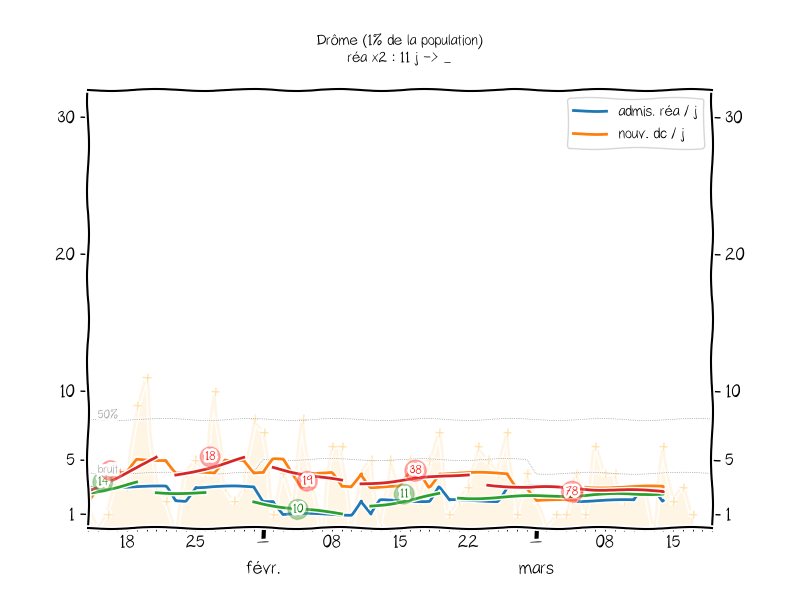 Drôme (1% de la population)
réa x2 : 11 j -> _
admis. réa / j
nouv. dc / j
30 30
20 20
10 10
5 5
1 1
50%
bruit
18
19
38
78
10
11
18 25 _ 08 15 22 _ 08 15
févr. mars